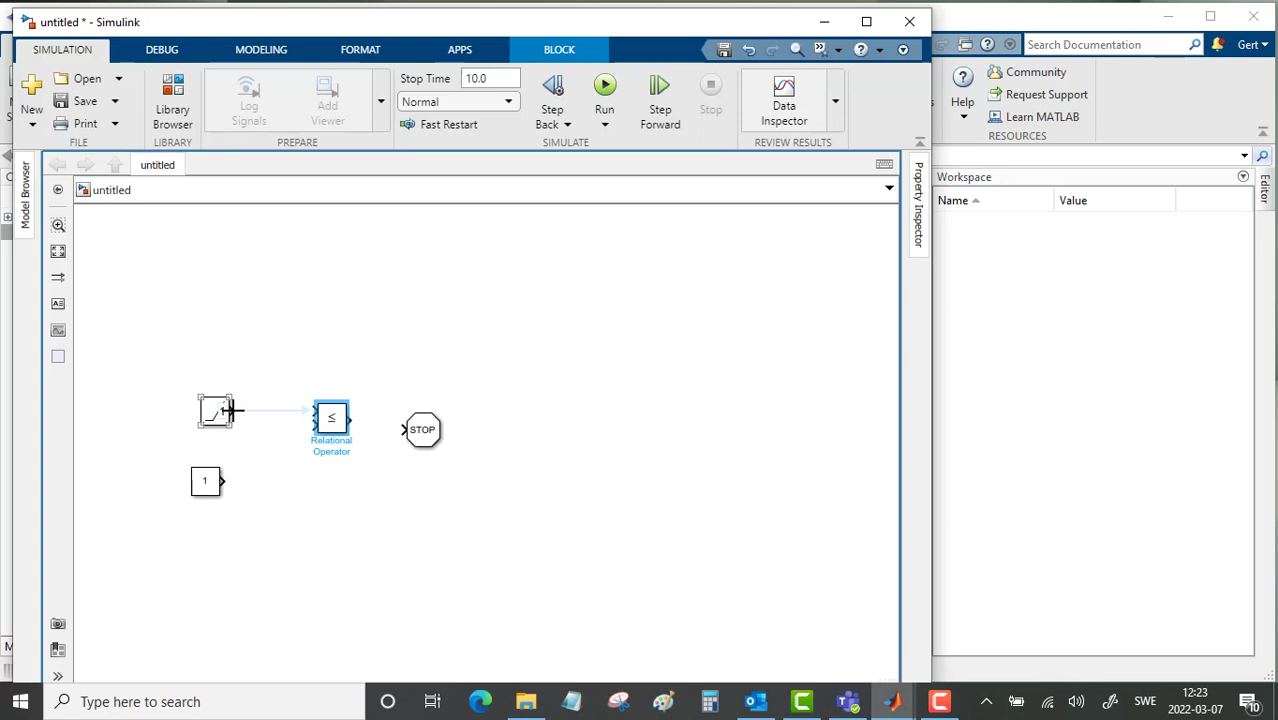 untitled * - Simulink
SIMULATION DEBUG MODELING FORMAT APPS BLOCK
Search Documentation Gert
New
Open
Save
Print
FILE
Library
Browser
LIBRARY
Log
Signals
Add
Viewer
PREPARE
Stop Time 10.0
Normal
Fast Restart
Step
Back
Run
Step
Forward
Stop
SIMULATE
Data
Inspector
REVIEW RESULTS
Help
Community
Request Support
Learn MATLAB
RESOURCES
untitled
untitled
Model Browser
Property Inspector
Workspace
Name Value
Editor
≤
Relational
Operator
STOP
1
Type here to search
SWE
12:23
2022-03-07
10